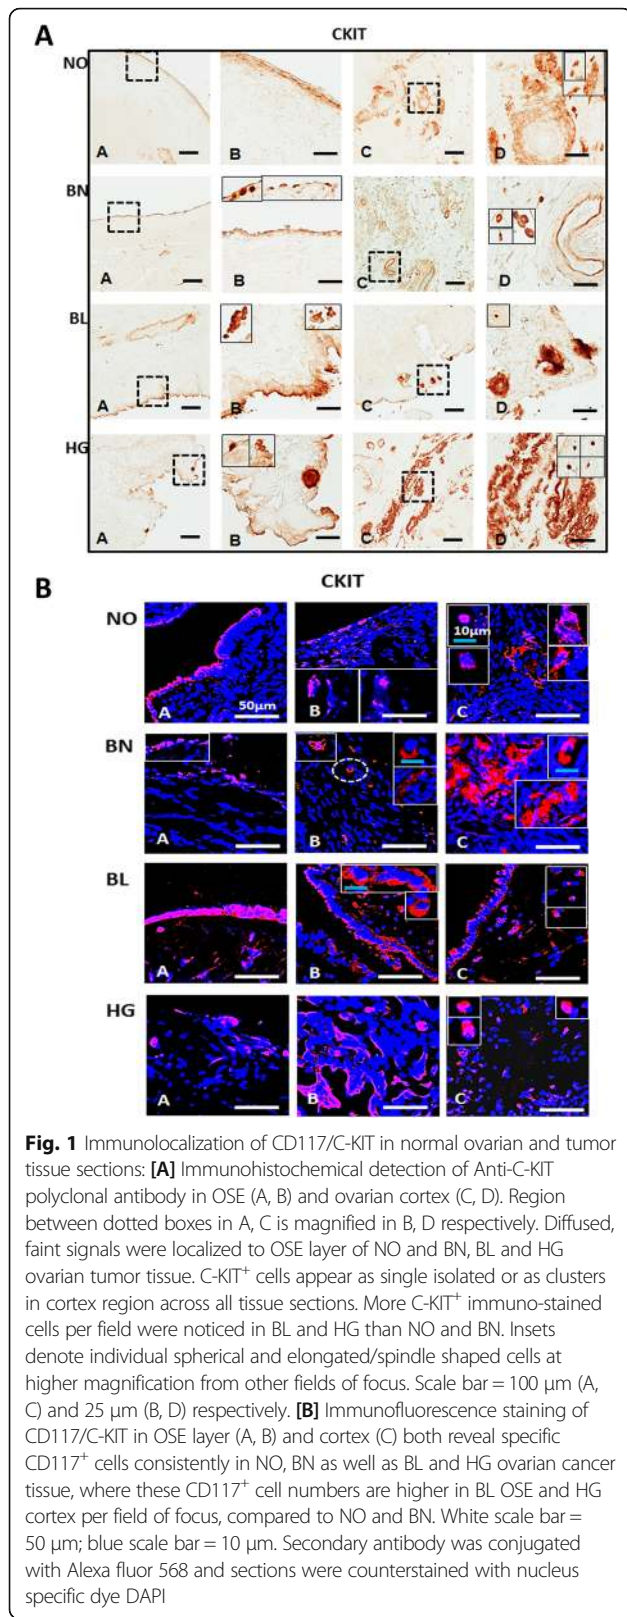 A
CKIT
NO
A
B
C
D
BN
A
B
C
D
BL
A
B
C
D
HG
A
B
C
D
B
CKIT
NO
A
50μm
B
10μm
C
BN
A
B
C
BL
A
B
C
HG
A
B
C
Fig. 1 Immunolocalization of CD117/C-KIT in normal ovarian and tumor
tissue sections: [A] Immunohistochemical detection of Anti-C-KIT
polyclonal antibody in OSE (A, B) and ovarian cortex (C, D). Region
between dotted boxes in A, C is magnified in B, D respectively. Diffused,
faint signals were localized to OSE layer of NO and BN, BL and HG
ovarian tumor tissue. C-KIT+ cells appear as single isolated or as clusters
in cortex region across all tissue sections. More C-KIT+ immuno-stained
cells per field were noticed in BL and HG than NO and BN. Insets
denote individual spherical and elongated/spindle shaped cells at
higher magnification from other fields of focus. Scale bar = 100 μm (A,
C) and 25 μm (B, D) respectively. [B] Immunofluorescence staining of
CD117/C-KIT in OSE layer (A, B) and cortex (C) both reveal specific
CD117+ cells consistently in NO, BN as well as BL and HG ovarian cancer
tissue, where these CD117+ cell numbers are higher in BL OSE and HG
cortex per field of focus, compared to NO and BN. White scale bar =
50 μm; blue scale bar = 10 μm. Secondary antibody was conjugated
with Alexa fluor 568 and sections were counterstained with nucleus
specific dye DAPI